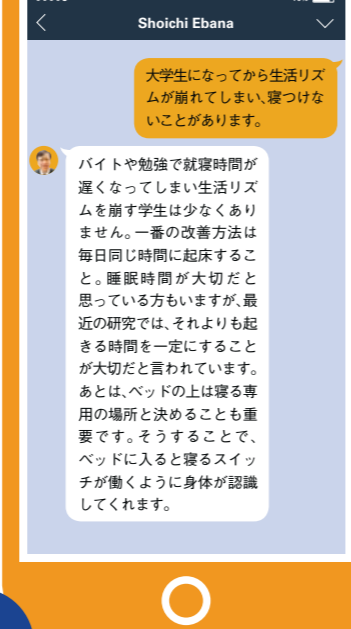 Shoichi Ebana
大学生になってから生活リズ
ムが崩れてしまい、寝つけな
いことがあります。
バイトや勉強で就寝時間が
遅くなってしまい生活リズ
ムを崩す学生は少なくあり
ません。一番の改善方法は
毎日同じ時間に起床するこ
と。睡眠時間が大切だと
思っている方もいますが、最
近の研究では、それよりも起
きる時間を一定にすること
が大切だと言われています。
あとは、ベッドの上は寝る専
用の場所と決めることも重
要です。そうすることで、
ベッドに入ると寝るスイッ
チが働くように身体が認識
してくれます。